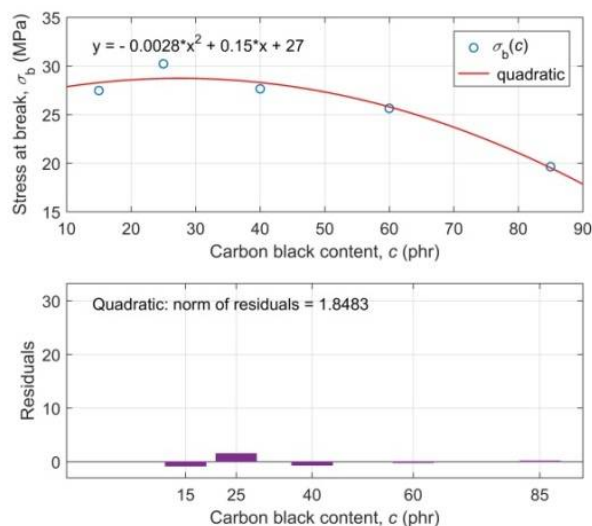 35
30
25
20
15
Stress at break, σb (MPa)
y = - 0.0028*x² + 0.15*x + 27
σb(c)
quadratic
10 20 30 40 50 60 70 80 90
Carbon black content, c (phr)
Quadratic: norm of residuals = 1.8483
30
20
10
0
Residuals
15 25 40 60 85
Carbon black content, c (phr)